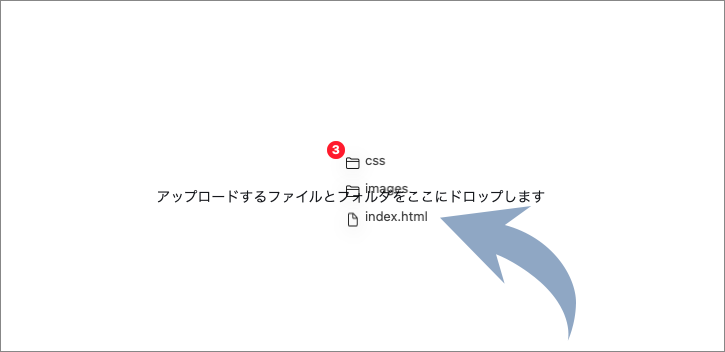 3
css
images
アップロードするファイルとフォルダをここにドロップします
index.html